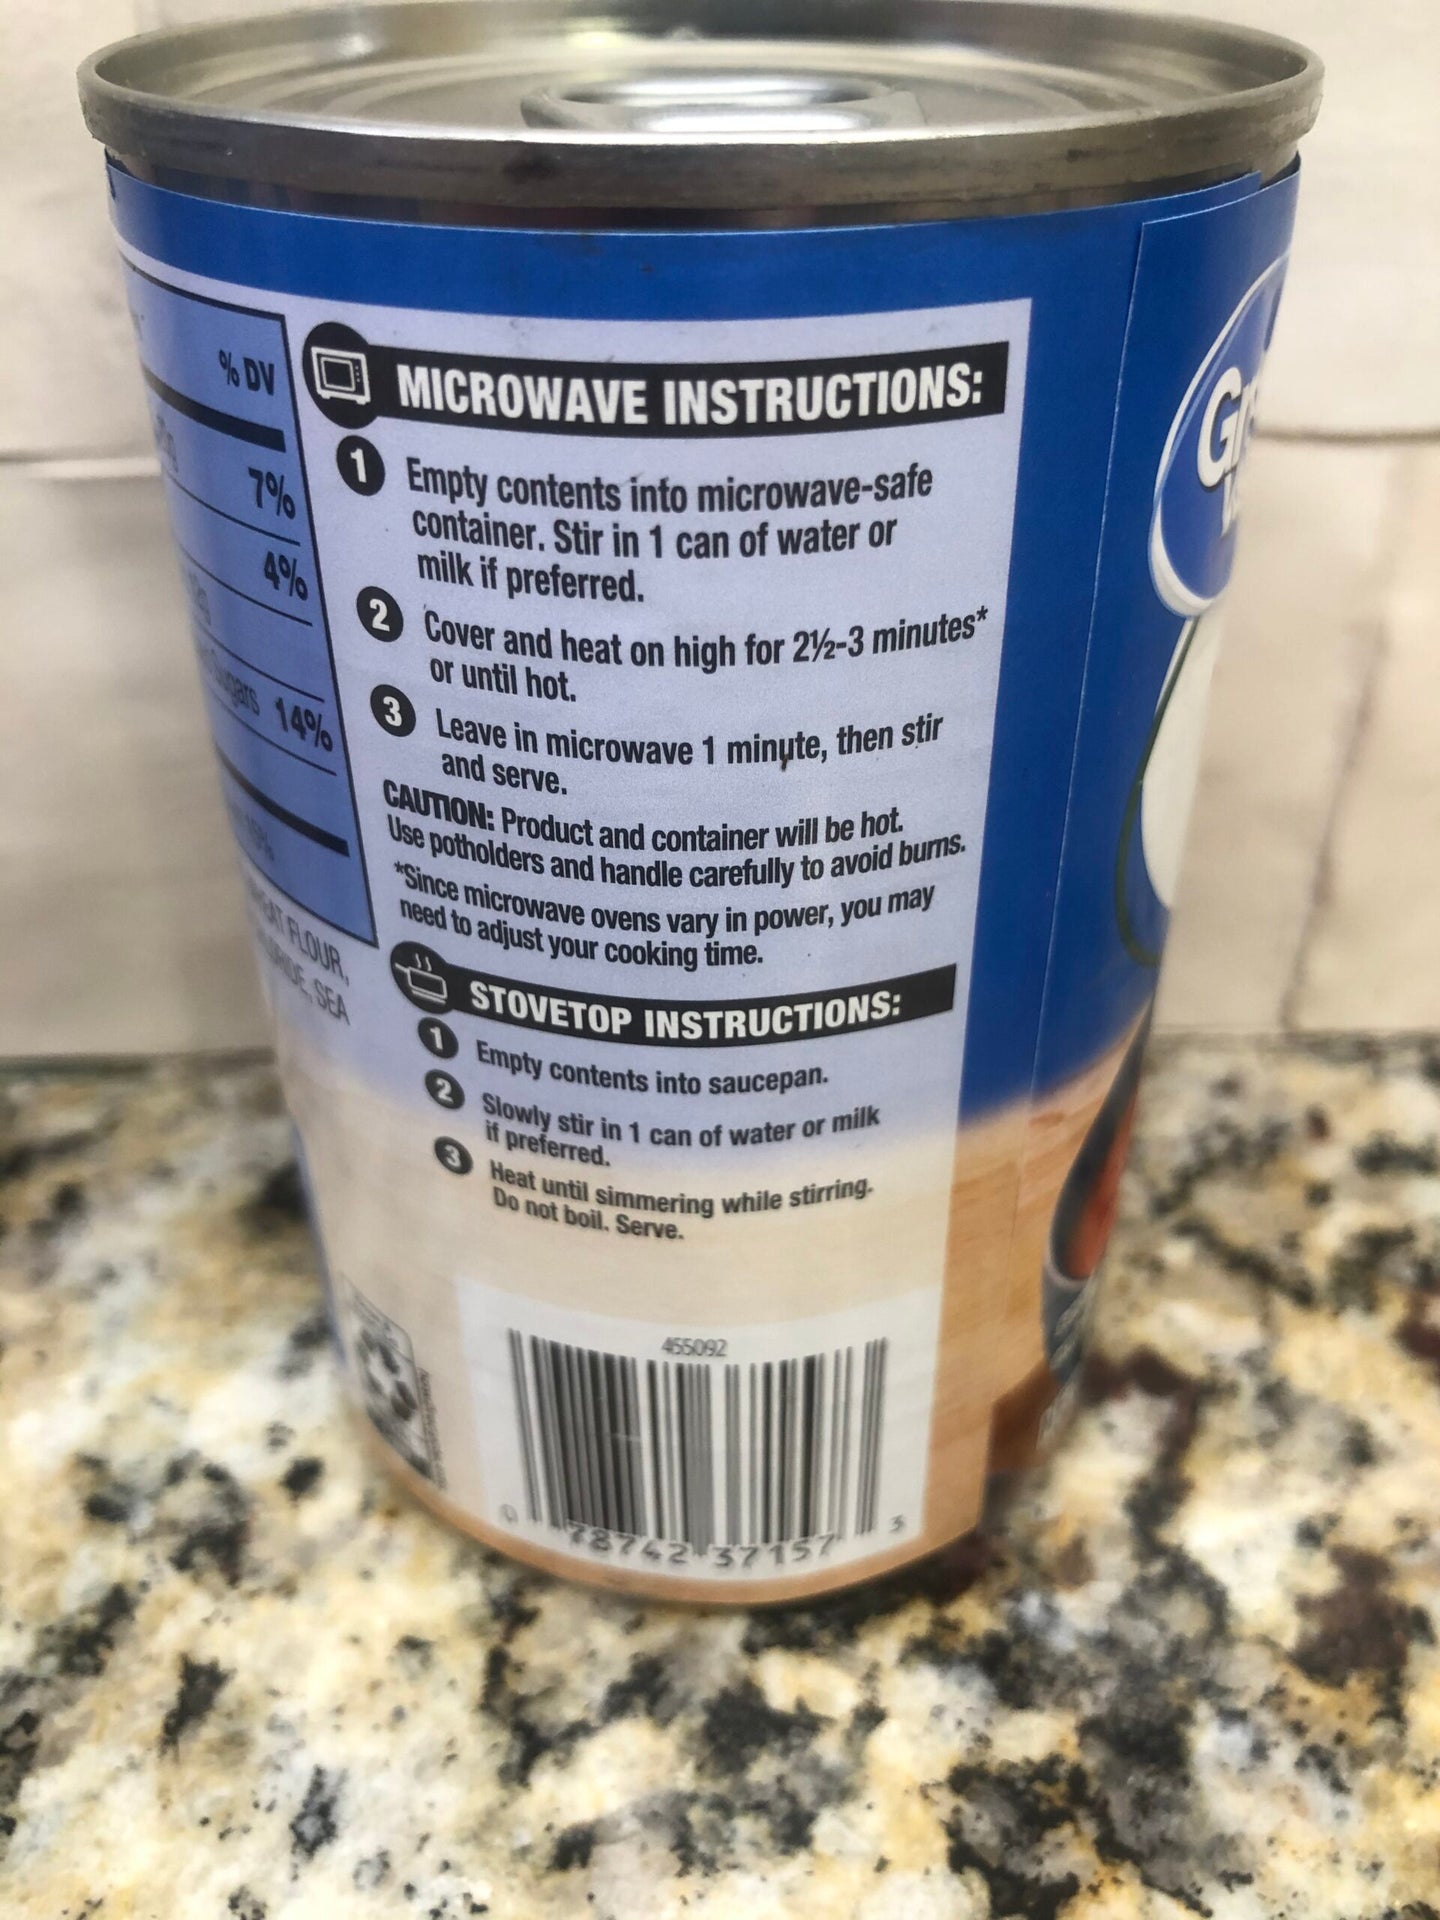 % DV
7%
4%
Sugars 14%
15%
FLOUR,
SEA
MICROWAVE INSTRUCTIONS:
1 Empty contents into microwave-safe
container. Stir in 1 can of water or
milk if preferred.
2 Cover and heat on high for 2½-3 minutes*
or until hot.
3 Leave in microwave 1 minute, then stir
and serve.
CAUTION: Product and container will be hot.
Use potholders and handle carefully to avoid burns.
*Since microwave ovens vary in power, you may
need to adjust your cooking time.
STOVETOP INSTRUCTIONS:
1 Empty contents into saucepan.
2 Slowly stir in 1 can of water or milk
if preferred.
3 Heat until simmering while stirring.
Do not boil. Serve.
455092
0 78742 37157 3